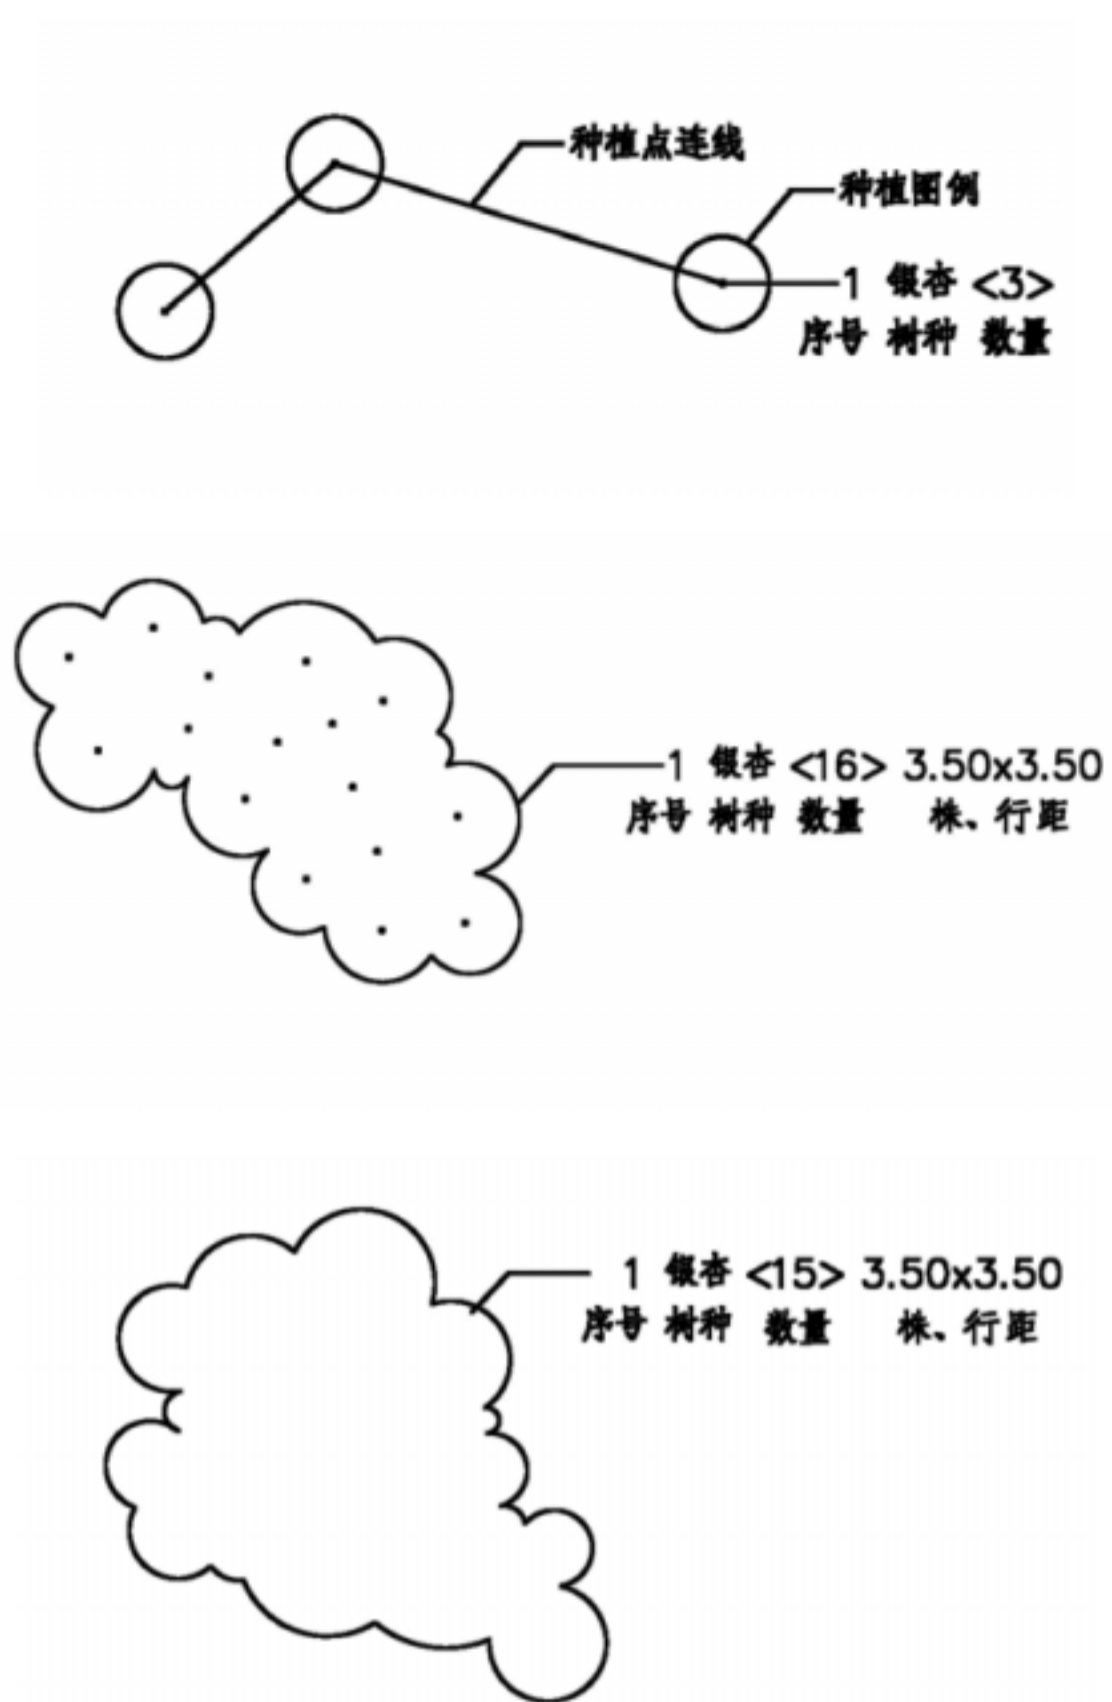 种植点连线
种植图例
1 银杏 <3>
序号 树种 数量
1 银杏 <16> 3.50x3.50
序号 树种 数量 株、行距
1 银杏 <15> 3.50x3.50
序号 树种 数量 株、行距